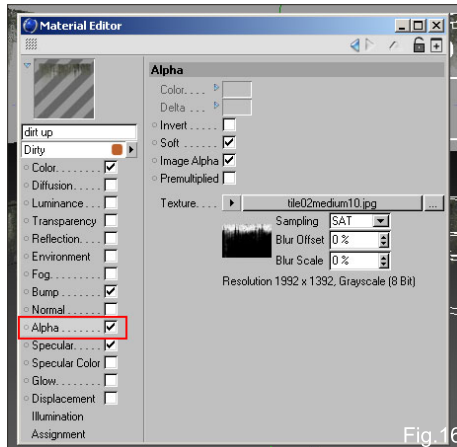 Material Editor
Alpha
Color. . . .
Delta . . .
Invert . . . . .
Soft . . . . . .
Image Alpha
Premultiplied
Texture. . . . tile02medium10.jpg ...
Sampling SAT
Blur Offset 0 %
Blur Scale 0 %
Resolution 1992 x 1392, Grayscale (8 Bit)
dirt up
Dirty
Color. . . . . . . .
Diffusion. . . . .
Luminance . . .
Transparency
Reflection. . . .
Environment
Fog. . . . . . . . .
Bump . . . . . . .
Normal . . . . . .
Alpha . . . . . . .
Specular. . . . .
Specular Color
Glow. . . . . . . .
Displacement
Illumination
Assignment
Fig.16